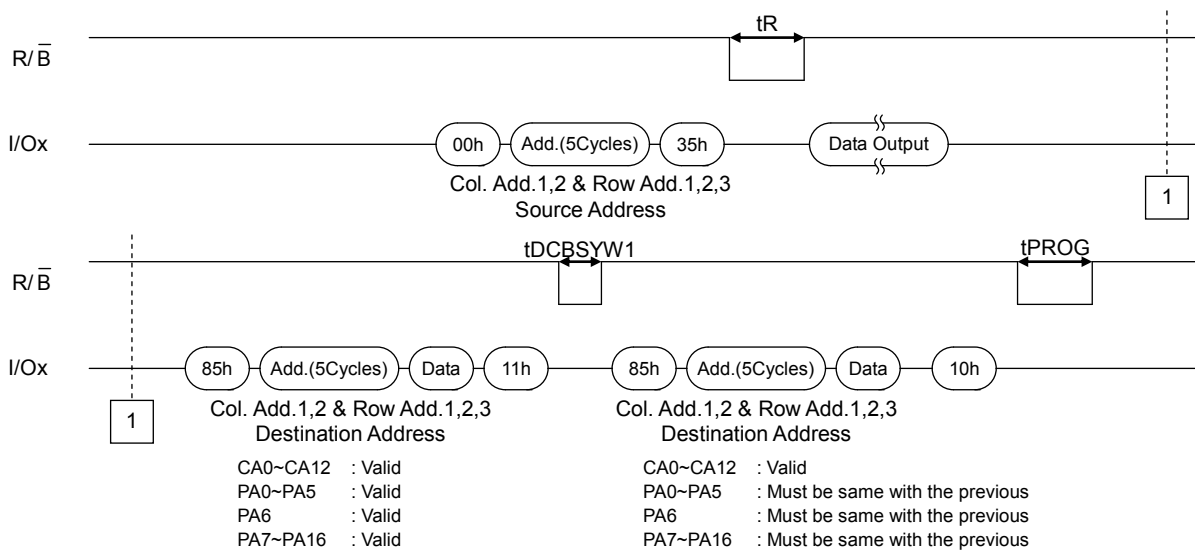 tR
R/B̅
I/Ox
00h Add.(5Cycles) 35h Data Output
Col. Add.1,2 & Row Add.1,2,3
Source Address
1
tDCBSYW1 tPROG
R/B̅
I/Ox
85h Add.(5Cycles) Data 11h 85h Add.(5Cycles) Data 10h
1
Col. Add.1,2 & Row Add.1,2,3
Destination Address
CA0~CA12 : Valid
PA0~PA5 : Valid
PA6 : Valid
PA7~PA16 : Valid
Col. Add.1,2 & Row Add.1,2,3
Destination Address
CA0~CA12 : Valid
PA0~PA5 : Must be same with the previous
PA6 : Must be same with the previous
PA7~PA16 : Must be same with the previous